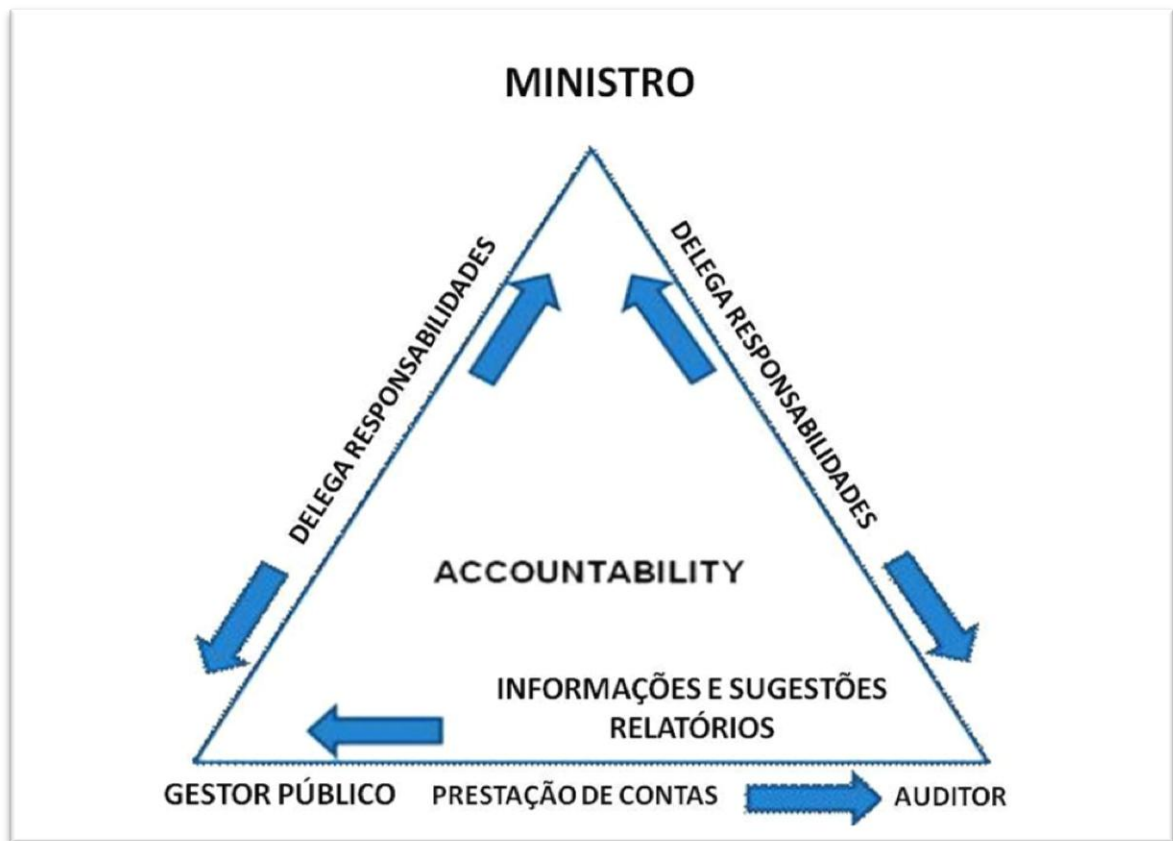 MINISTRO
DELEGA RESPONSABILIDADES
DELEGA RESPONSABILIDADES
ACCOUNTABILITY
INFORMAÇÕES E SUGESTÕES
RELATÓRIOS
GESTOR PÚBLICO PRESTAÇÃO DE CONTAS AUDITOR